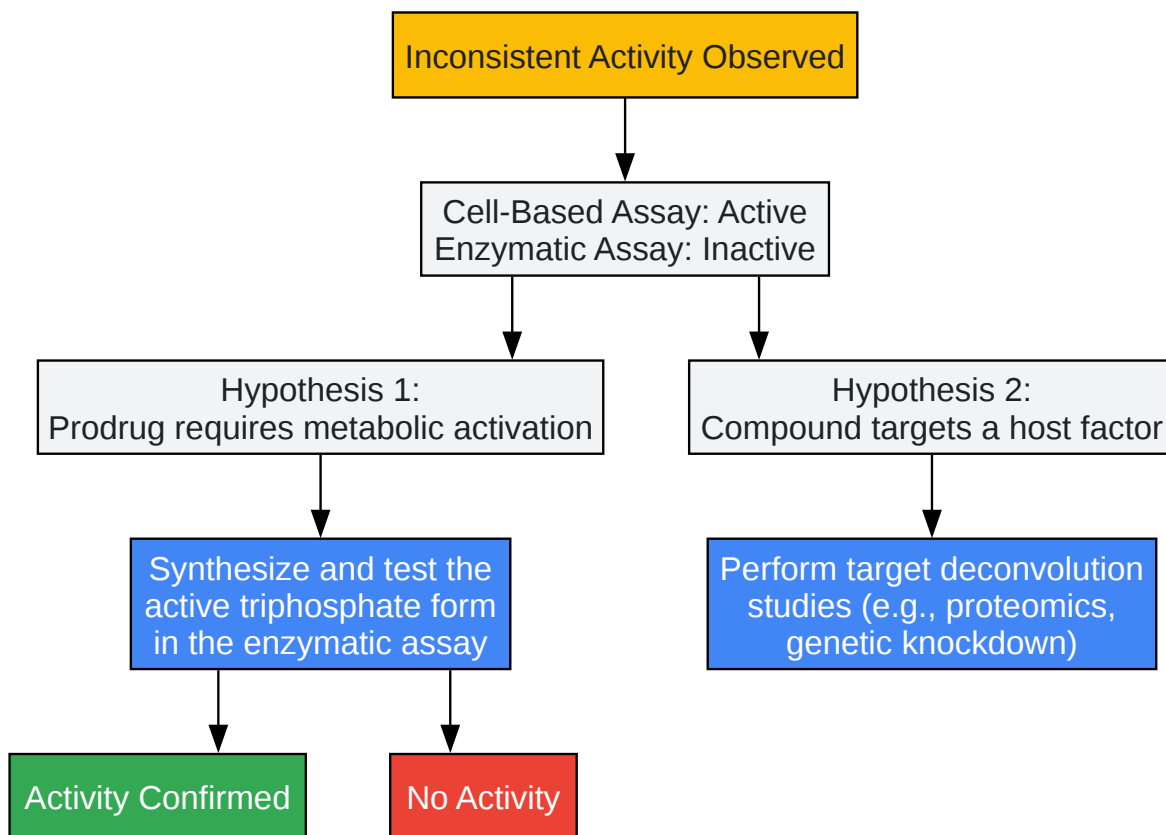 Inconsistent Activity Observed
Cell-Based Assay: Active
Enzymatic Assay: Inactive
Hypothesis 1:
Prodrug requires metabolic activation
Hypothesis 2:
Compound targets a host factor
Synthesize and test the
active triphosphate form
in the enzymatic assay
Perform target deconvolution
studies (e.g., proteomics,
genetic knockdown)
Activity Confirmed
No Activity